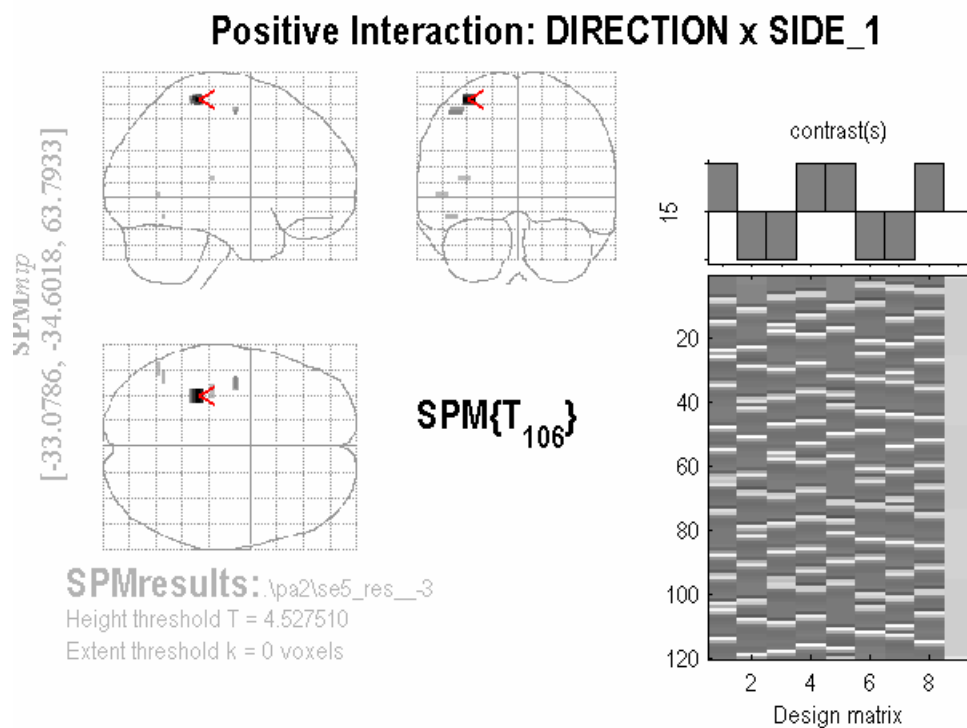 Positive Interaction: DIRECTION x SIDE_1
SPMmip
[-33.0786, -34.6018, 63.7933]
SPM{T106}
SPMresults: .\pa2\se5_res__-3
Height threshold T = 4.527510
Extent threshold k = 0 voxels
contrast(s)
15
20
40
60
80
100
120
2 4 6 8
Design matrix